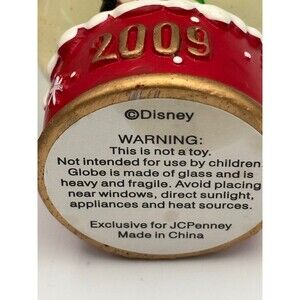 2009
©Disney
WARNING:
This is not a toy.
Not intended for use by children.
Globe is made of glass and is
heavy and fragile. Avoid placing
near windows, direct sunlight,
appliances and heat sources.
Exclusive for JCPenney
Made in China